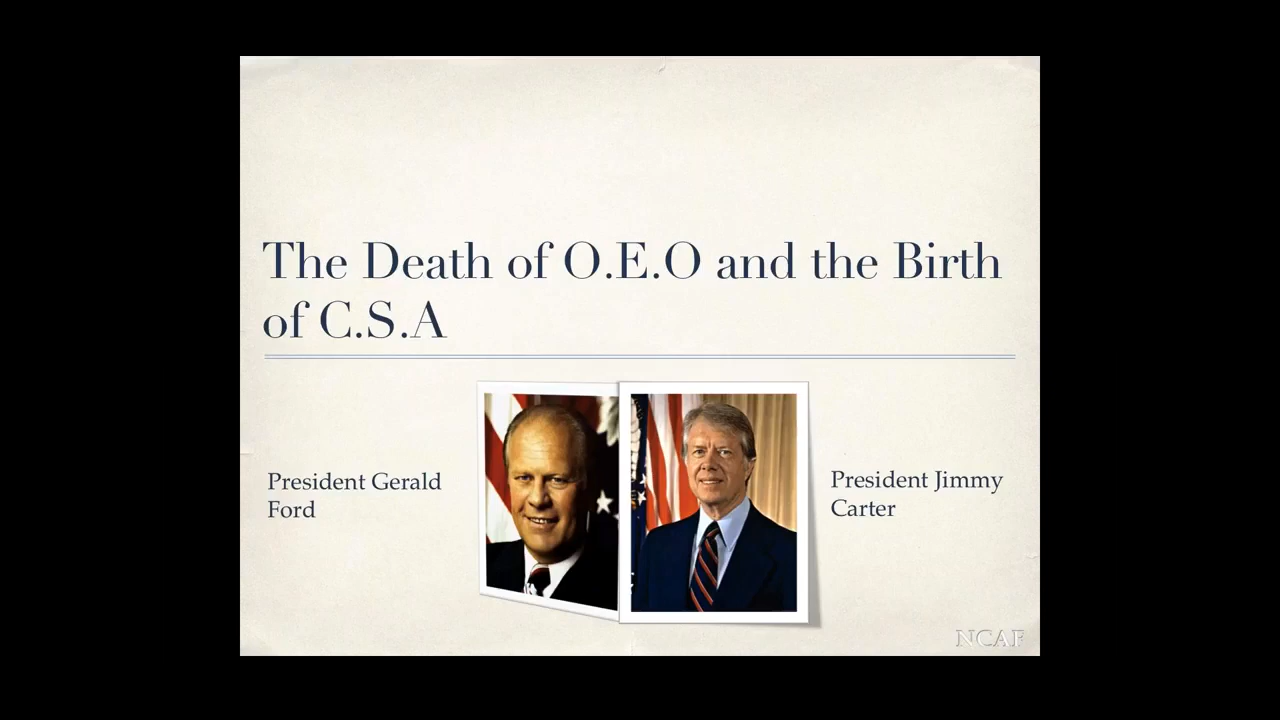 The Death of O.E.O and the Birth
of C.S.A
President Gerald
Ford
President Jimmy
Carter
NCAF